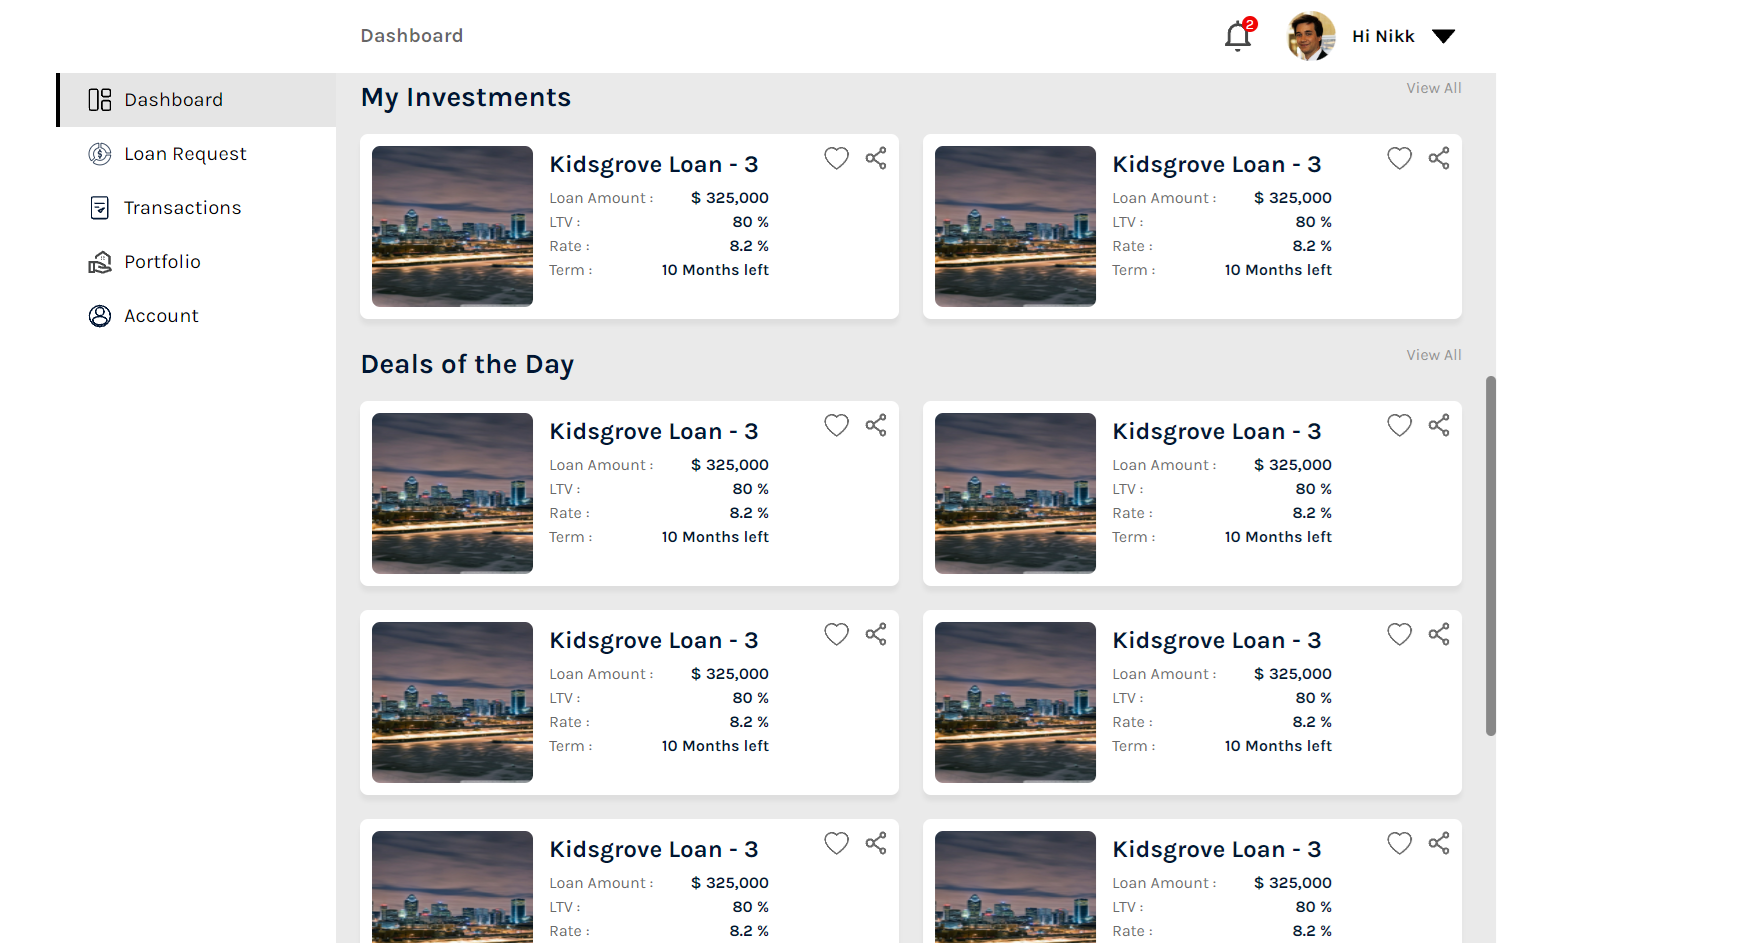 Dashboard
2
Hi Nikk
Dashboard
Loan Request
Transactions
Portfolio
Account
My Investments
View All
Kidsgrove Loan - 3
Loan Amount : $ 325,000
LTV : 80 %
Rate : 8.2 %
Term : 10 Months left
Kidsgrove Loan - 3
Loan Amount : $ 325,000
LTV : 80 %
Rate : 8.2 %
Term : 10 Months left
Deals of the Day
View All
Kidsgrove Loan - 3
Loan Amount : $ 325,000
LTV : 80 %
Rate : 8.2 %
Term : 10 Months left
Kidsgrove Loan - 3
Loan Amount : $ 325,000
LTV : 80 %
Rate : 8.2 %
Term : 10 Months left
Kidsgrove Loan - 3
Loan Amount : $ 325,000
LTV : 80 %
Rate : 8.2 %
Term : 10 Months left
Kidsgrove Loan - 3
Loan Amount : $ 325,000
LTV : 80 %
Rate : 8.2 %
Term : 10 Months left
Kidsgrove Loan - 3
Loan Amount : $ 325,000
LTV : 80 %
Rate : 8.2 %
Kidsgrove Loan - 3
Loan Amount : $ 325,000
LTV : 80 %
Rate : 8.2 %